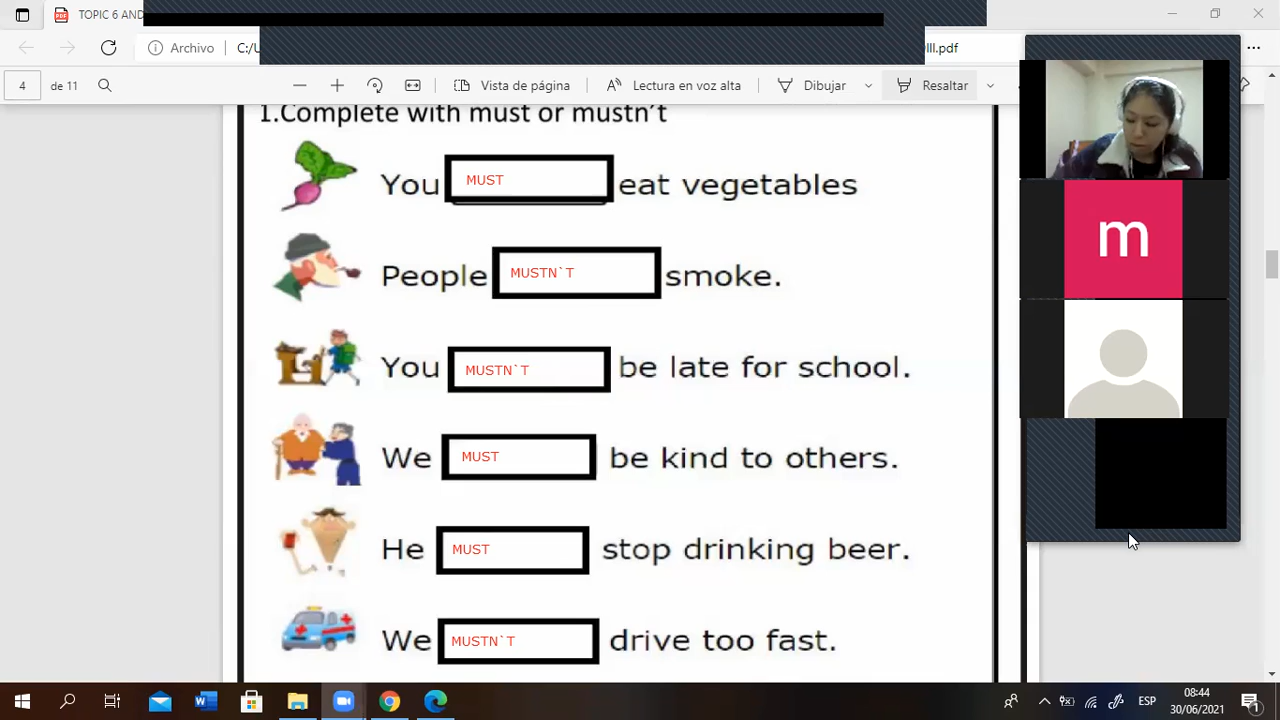 TOPIC 6 AND
Archivo C:/U lll.pdf
4 de 11 Vista de página Lectura en voz alta Dibujar Resaltar
1.Complete with must or mustn't
You MUST eat vegetables
People MUSTN`T smoke.
You MUSTN`T be late for school.
We MUST be kind to others.
He MUST stop drinking beer.
We MUSTN`T drive too fast.
m
ESP
08:44
30/06/2021
1